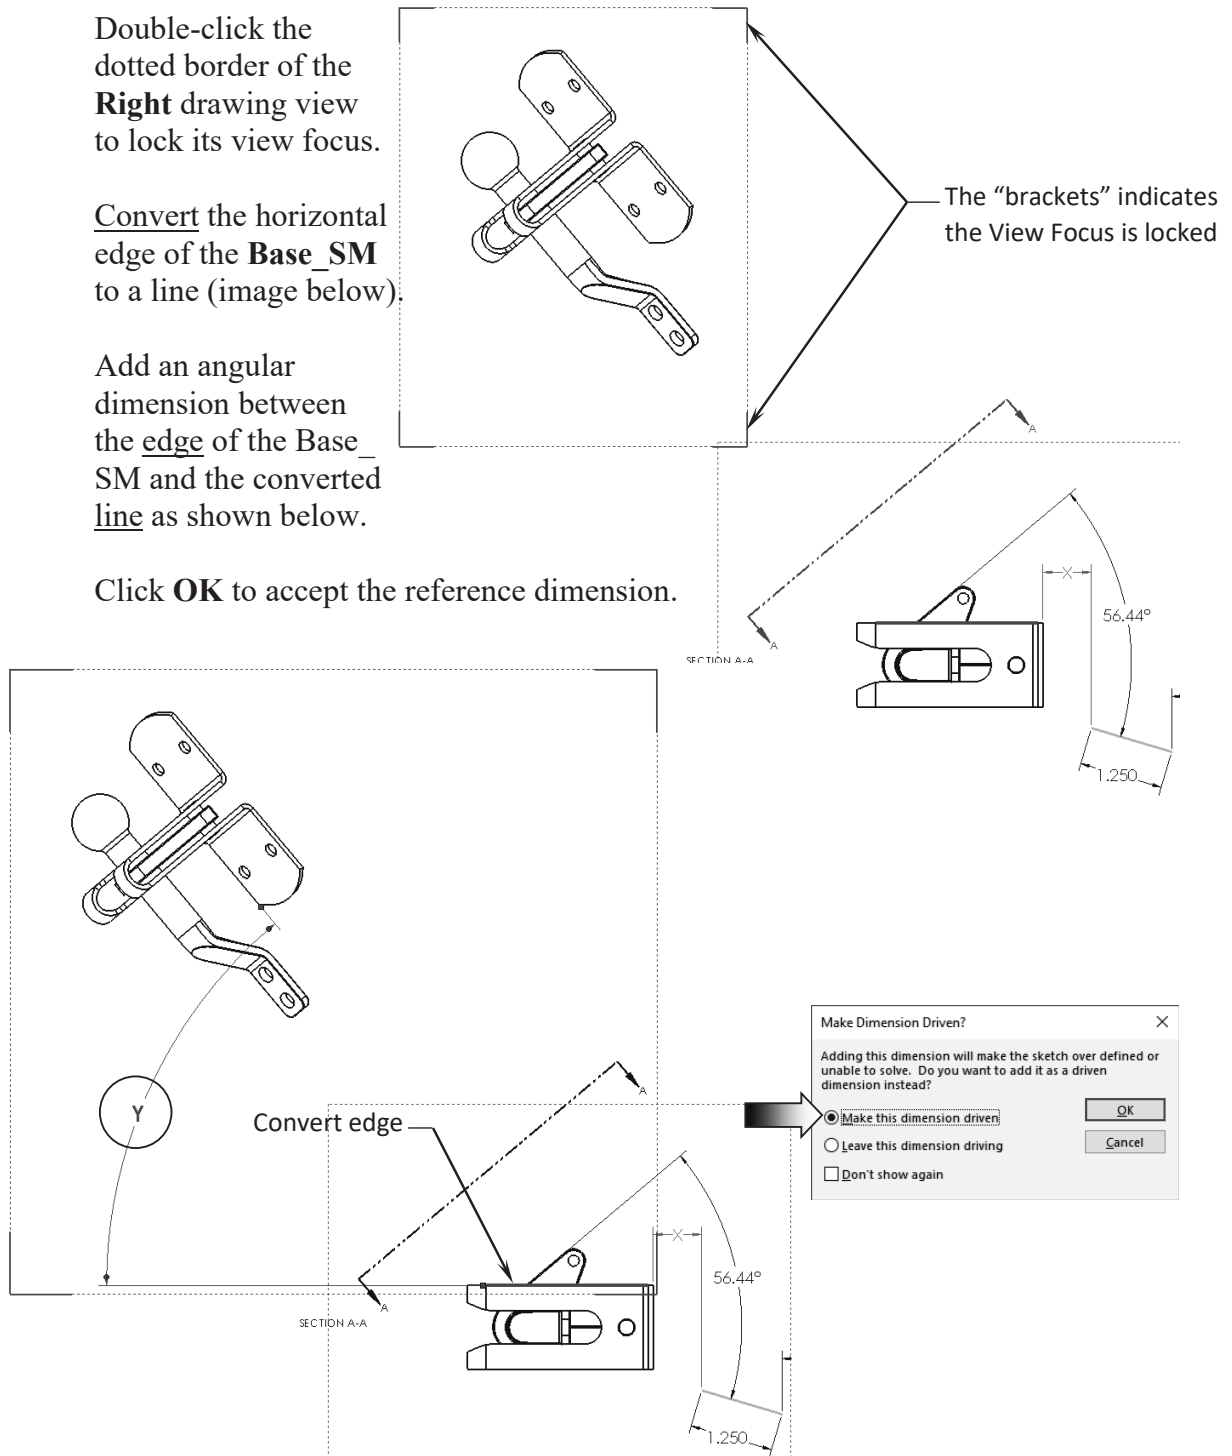 Double-click the
dotted border of the
Right drawing view
to lock its view focus.
Convert the horizontal
edge of the Base_SM
to a line (image below).
Add an angular
dimension between
the edge of the Base_
SM and the converted
line as shown below.
Click OK to accept the reference dimension.
The “brackets” indicates
the View Focus is locked
A
A
SECTION A-A
X
56.44°
1.250
Y
Convert edge
A
A
SECTION A-A
X
56.44°
1.250
Make Dimension Driven?
Adding this dimension will make the sketch over defined or
unable to solve. Do you want to add it as a driven
dimension instead?
Make this dimension driven
OK
Leave this dimension driving
Cancel
Don't show again